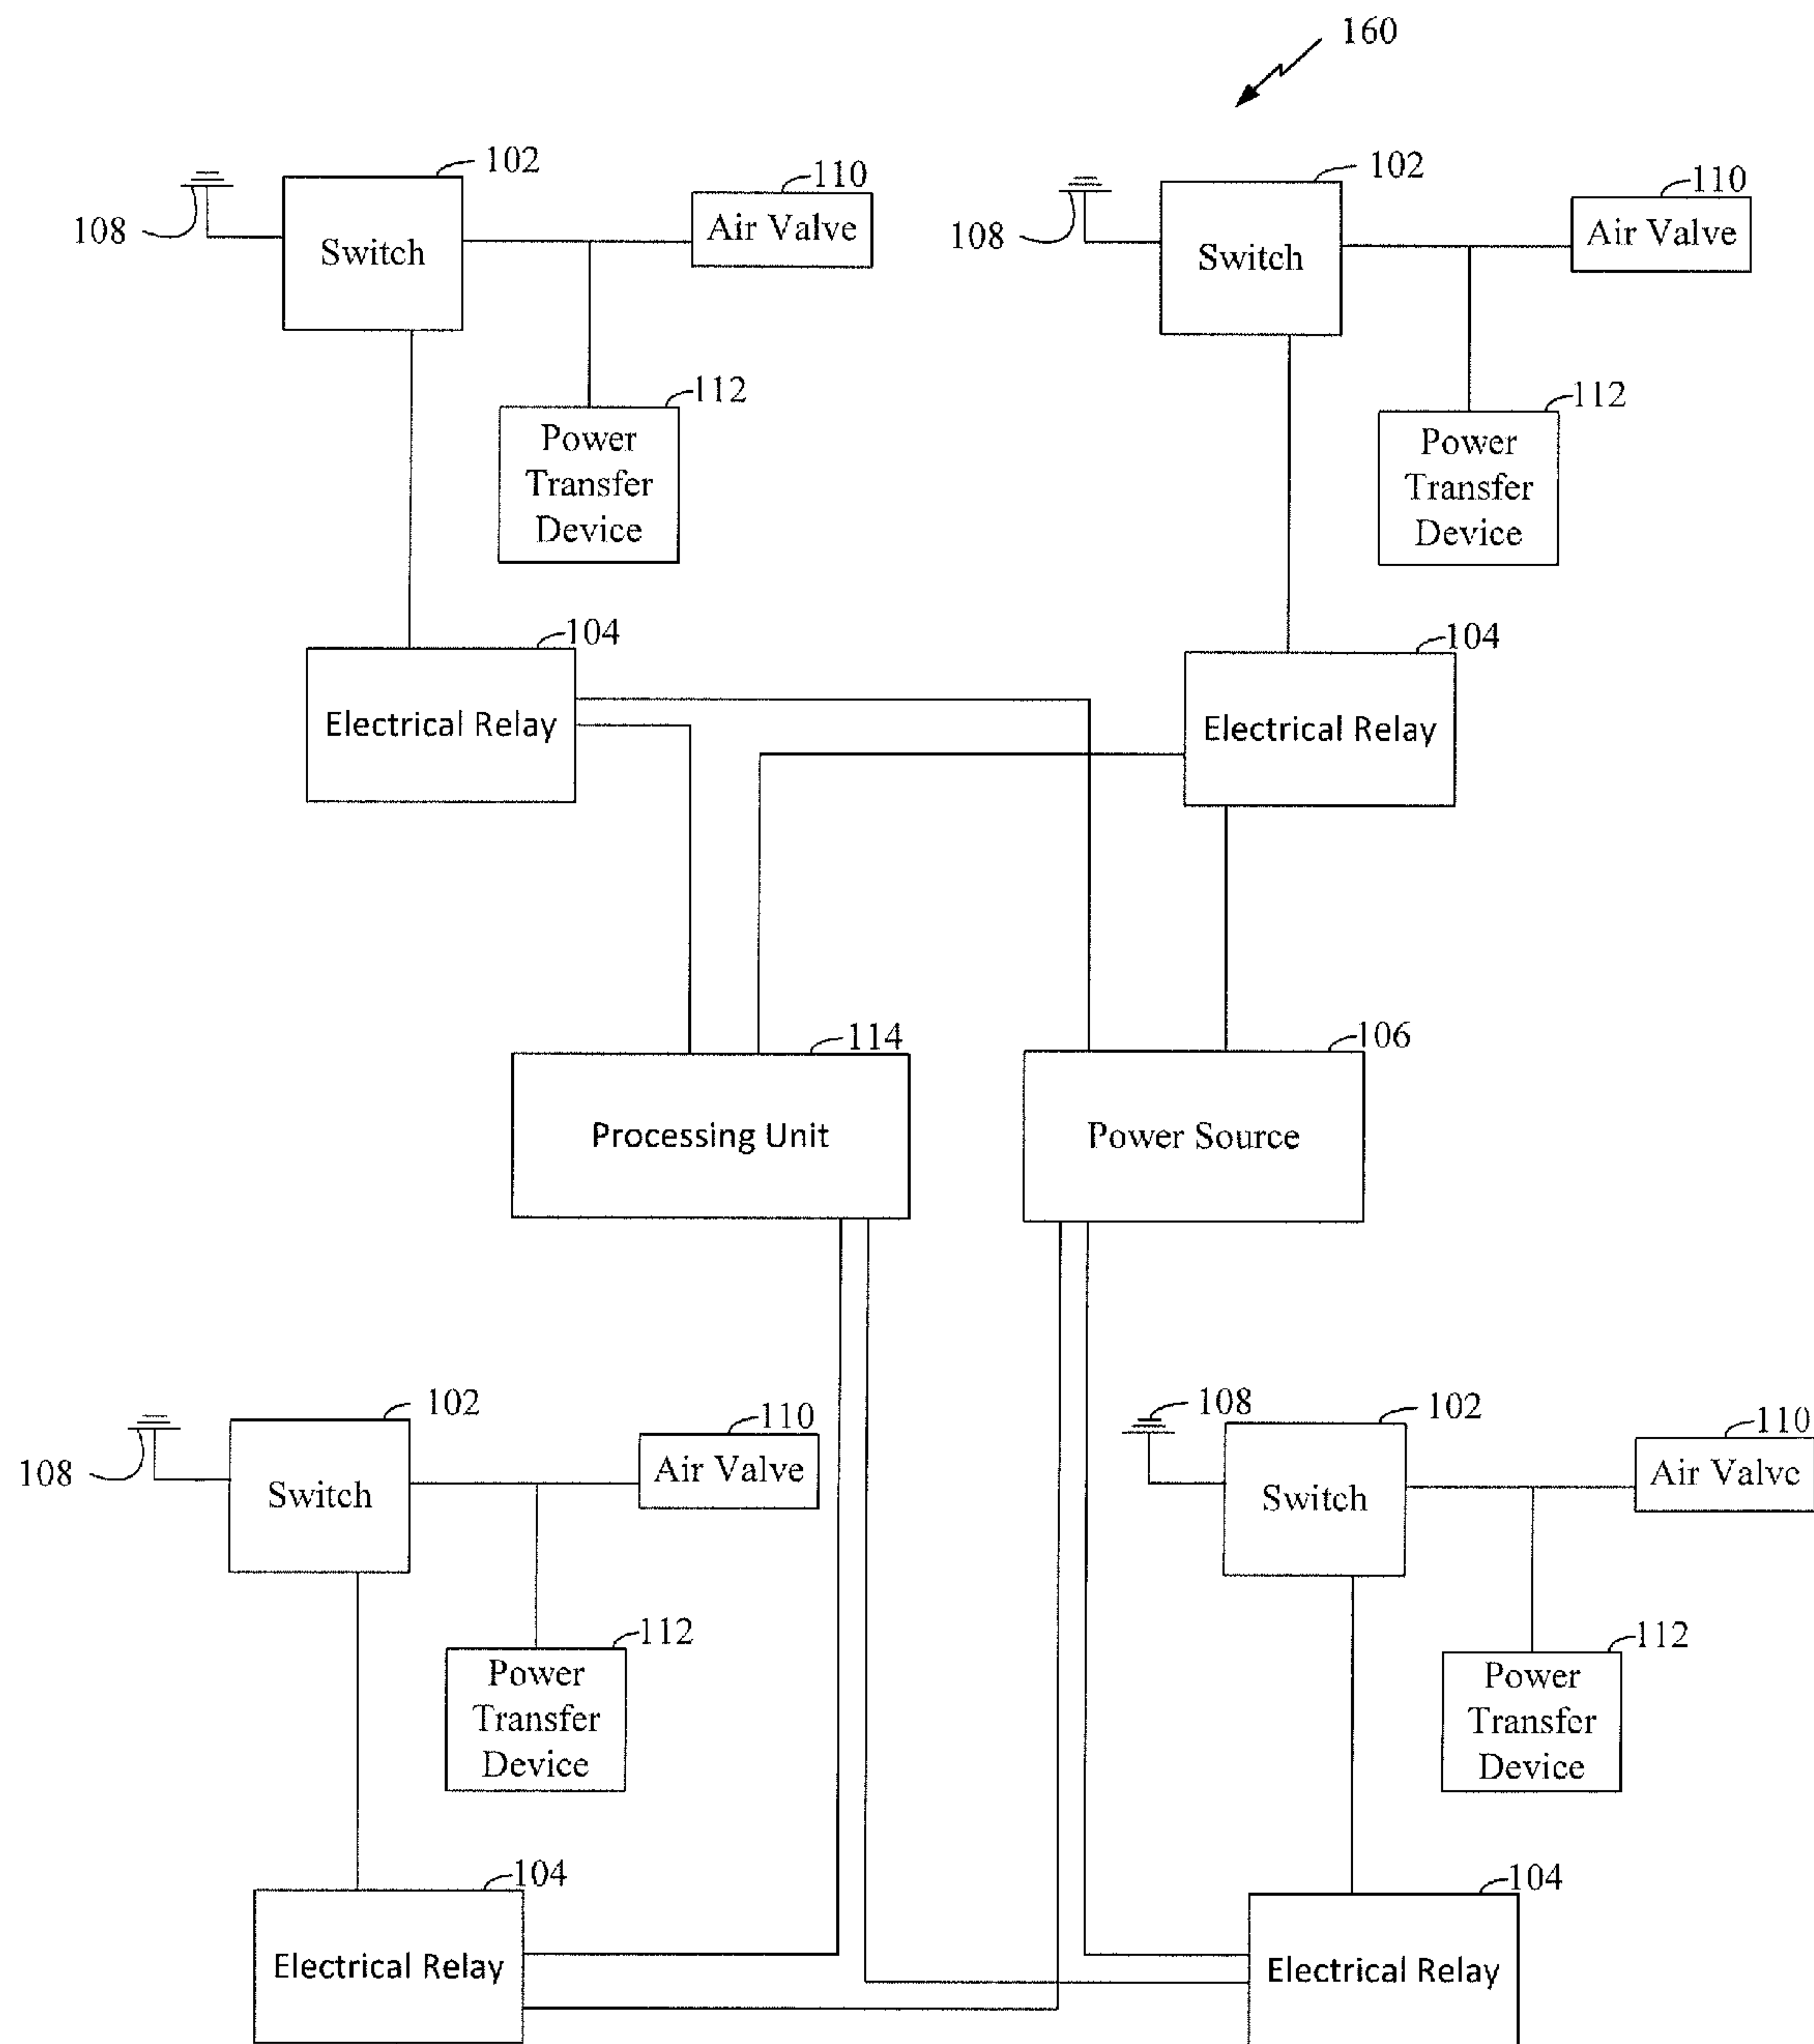 160
102
110
108
Switch
Air Valve
112
Power
Transfer
Device
104
Electrical Relay
102
110
108
Switch
Air Valve
112
Power
Transfer
Device
104
Electrical Relay
114
Processing Unit
106
Power Source
102
110
108
Switch
Air Valve
112
Power
Transfer
Device
104
Electrical Relay
108
102
110
Switch
Air Valve
112
Power
Transfer
Device
104
Electrical Relay